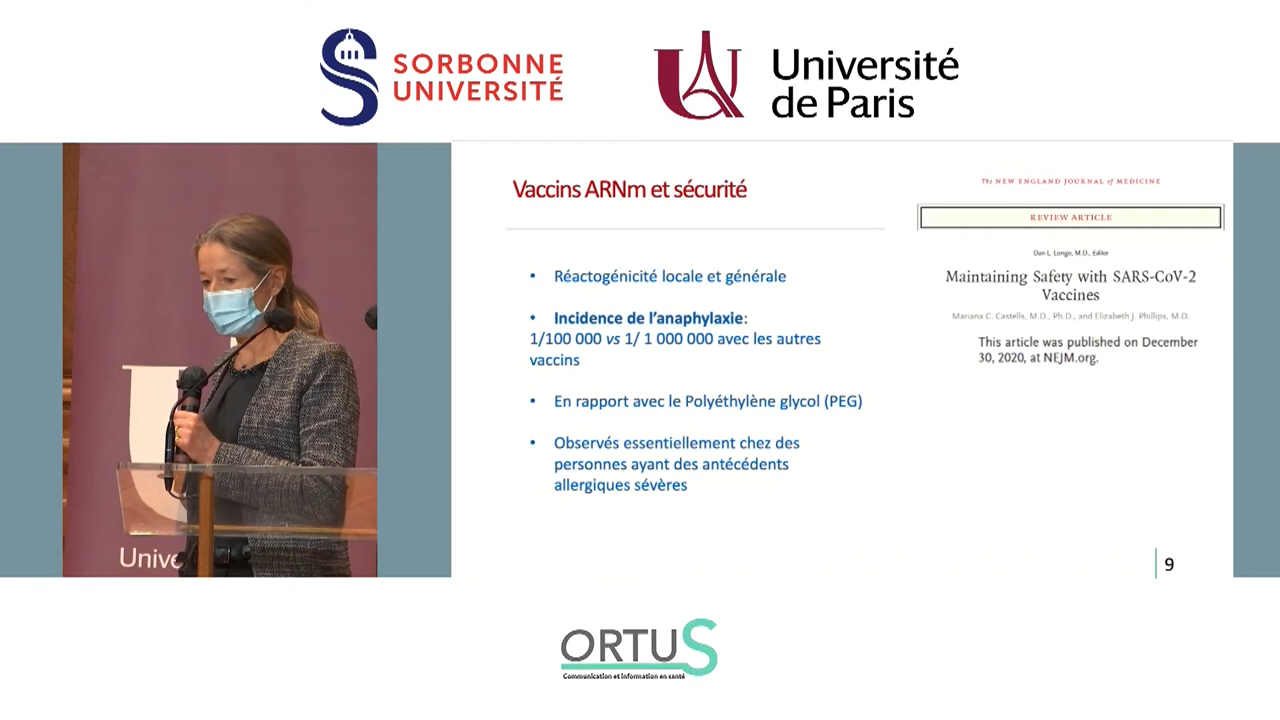 SORBONNE
UNIVERSITÉ
Université
de Paris
Unive
Vaccins ARNm et sécurité
• Réactogénicité locale et générale
• Incidence de l'anaphylaxie:
1/100 000 vs 1/ 1 000 000 avec les autres
vaccins
• En rapport avec le Polyéthylène glycol (PEG)
• Observés essentiellement chez des
personnes ayant des antécédents
allergiques sévères
The NEW ENGLAND JOURNAL of MEDICINE
REVIEW ARTICLE
Dan L. Longo, M.D., Editor
Maintaining Safety with SARS-CoV-2
Vaccines
Mariana C. Castells, M.D., Ph.D., and Elizabeth J. Phillips, M.D.
This article was published on December
30, 2020, at NEJM.org.
9
ORTUS
Communication et information en santé